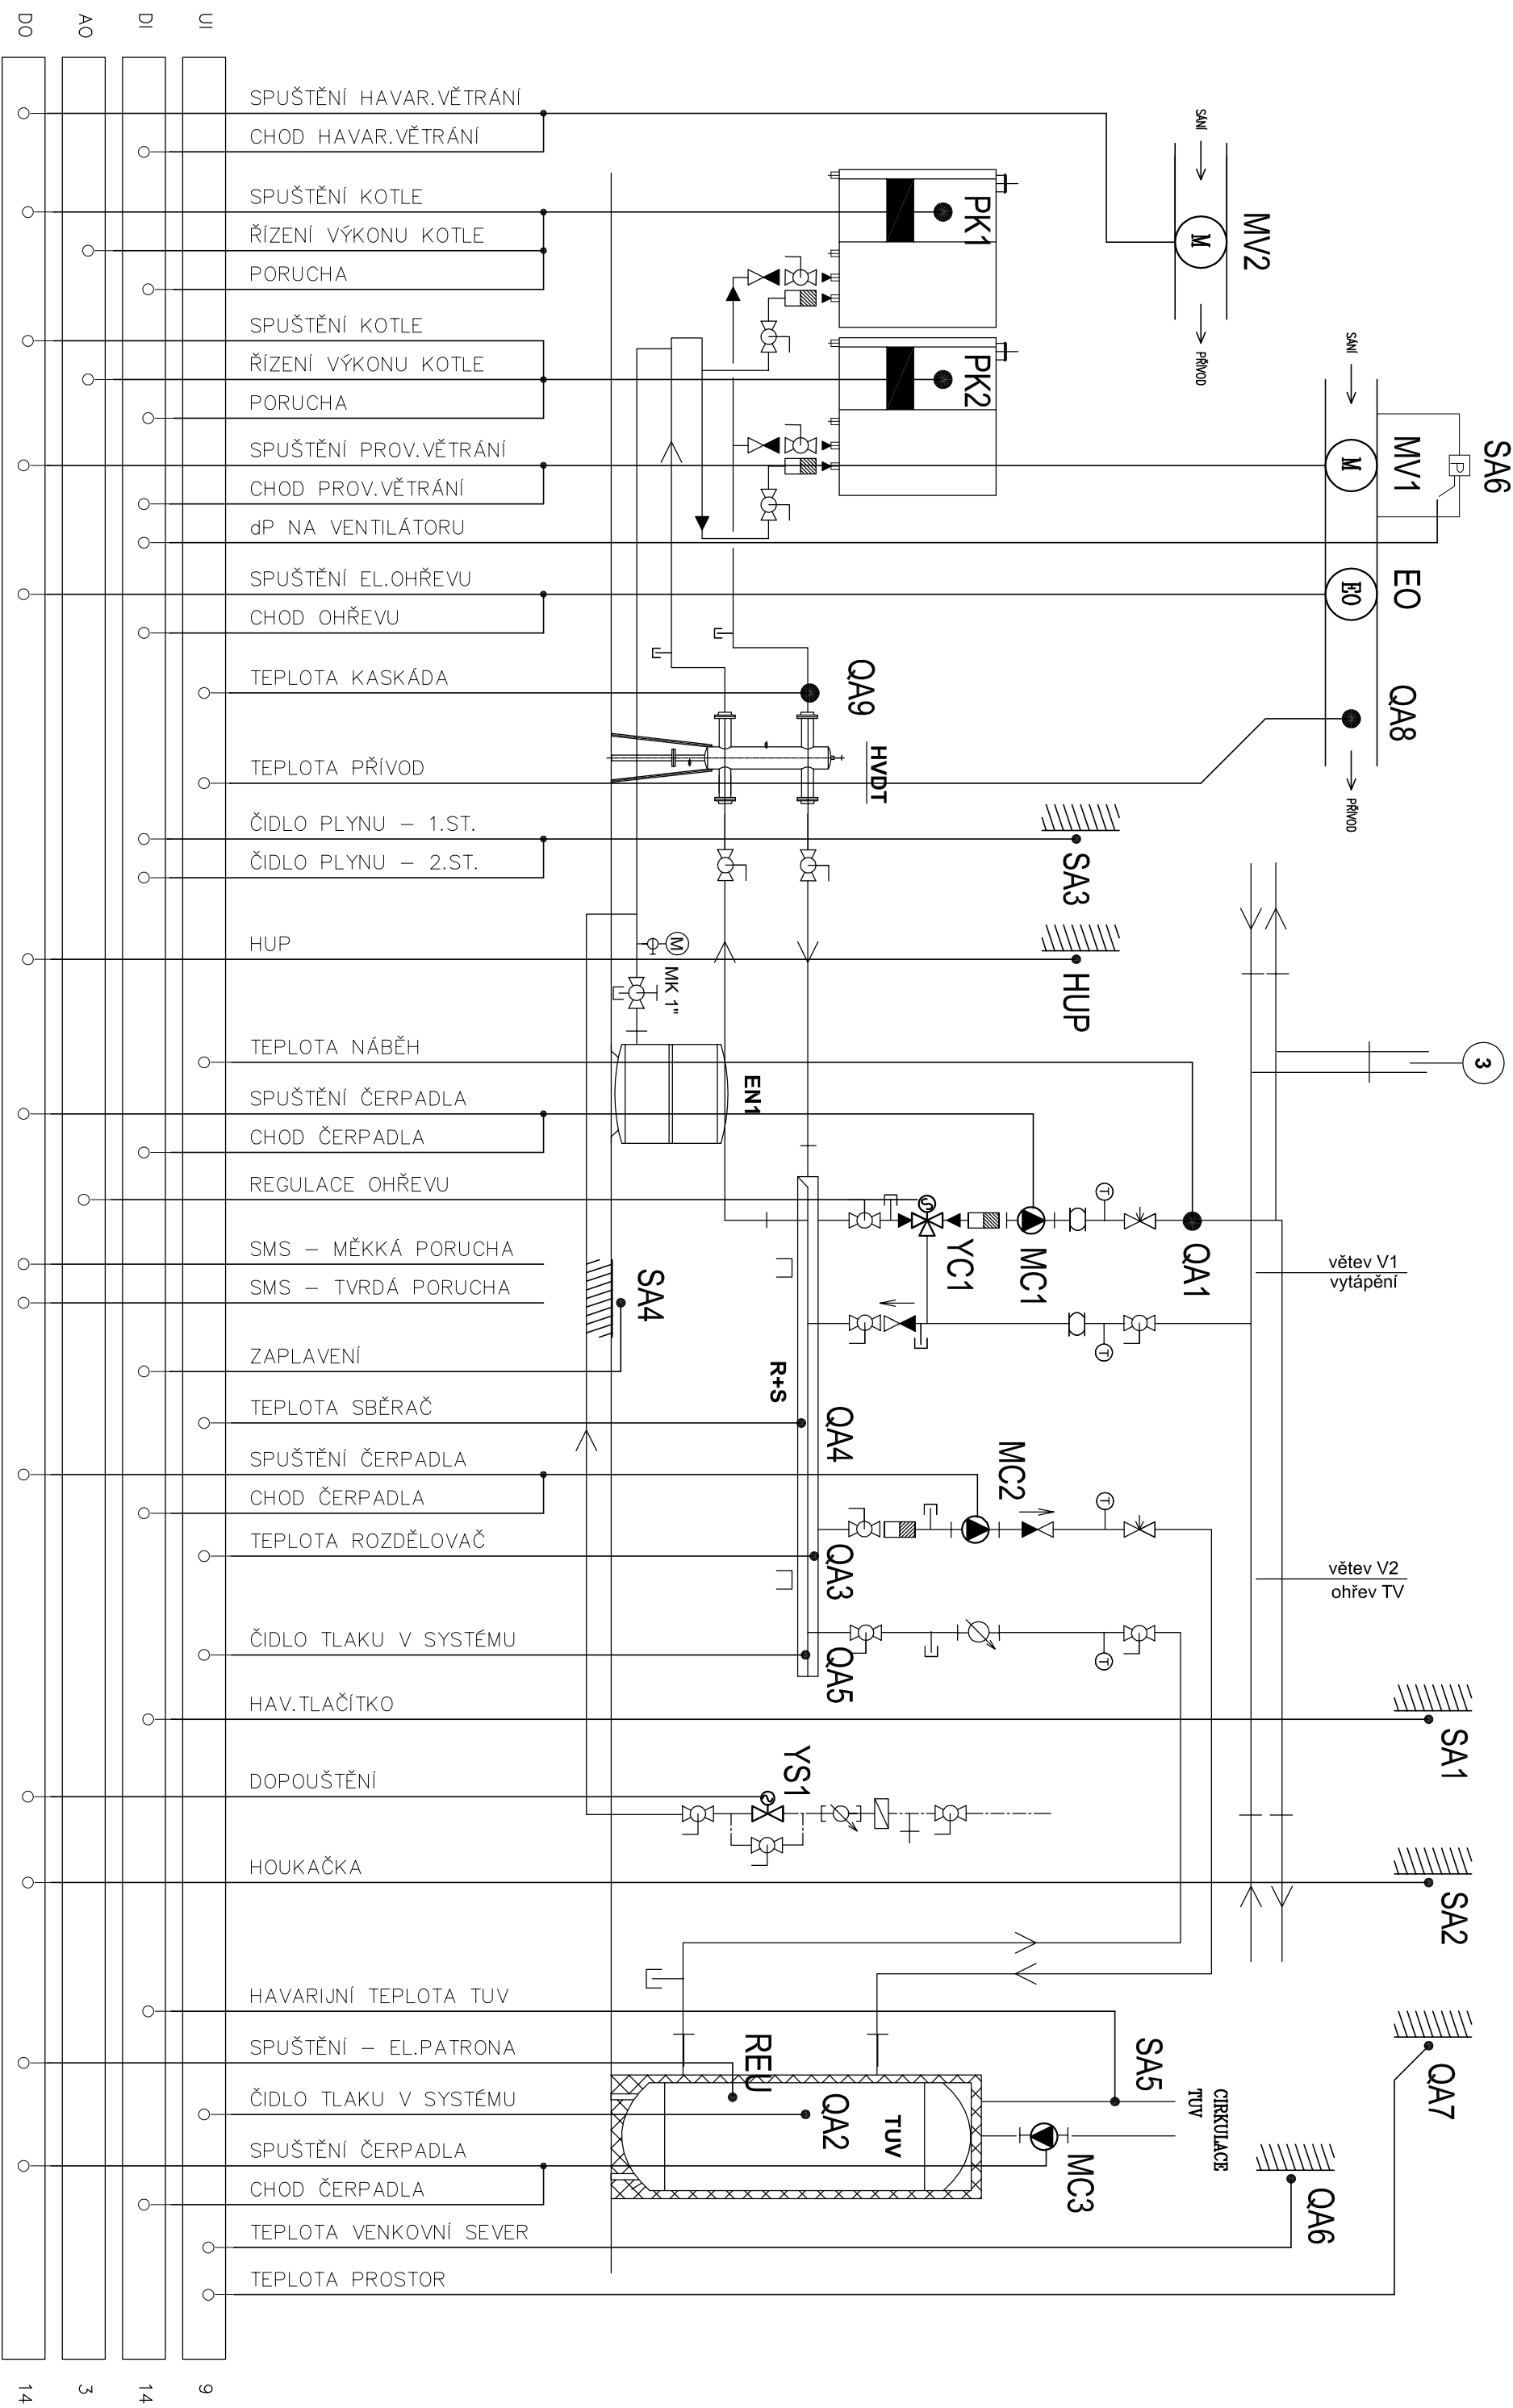 UI
DI
AO
DO
SPUŠTĚNÍ HAVAR.VĚTRÁNÍ
CHOD HAVAR.VĚTRÁNÍ
SPUŠTĚNÍ KOTLE
ŘÍZENÍ VÝKONU KOTLE
PORUCHA
SPUŠTĚNÍ KOTLE
ŘÍZENÍ VÝKONU KOTLE
PORUCHA
SPUŠTĚNÍ PROV.VĚTRÁNÍ
CHOD PROV.VĚTRÁNÍ
dP NA VENTILÁTORU
SPUŠTĚNÍ EL.OHŘEVU
CHOD OHŘEVU
TEPLOTA KASKÁDA
TEPLOTA PŘÍVOD
ČIDLO PLYNU – 1.ST.
ČIDLO PLYNU – 2.ST.
HUP
TEPLOTA NÁBĚH
SPUŠTĚNÍ ČERPADLA
CHOD ČERPADLA
REGULACE OHŘEVU
SMS – MĚKKÁ PORUCHA
SMS – TVRDÁ PORUCHA
ZAPLAVENÍ
TEPLOTA SBĚRAČ
SPUŠTĚNÍ ČERPADLA
CHOD ČERPADLA
TEPLOTA ROZDĚLOVAČ
ČIDLO TLAKU V SYSTÉMU
HAV.TLAČÍTKO
DOPOUŠTĚNÍ
HOUKAČKA
HAVARIJNÍ TEPLOTA TUV
SPUŠTĚNÍ – EL.PATRONA
ČIDLO TLAKU V SYSTÉMU
SPUŠTĚNÍ ČERPADLA
CHOD ČERPADLA
TEPLOTA VENKOVNÍ SEVER
TEPLOTA PROSTOR
9
14
3
14
SÁNÍ
M
MV2
PŘÍVOD
PK1
PK2
SÁNÍ
M
MV1
SA6
P
EO
EO
QA8
PŘÍVOD
QA9
HVDT
SA3
HUP
M
MK 1"
EN1
3
QA1
T
MC1
YC1
T
větev V1
vytápění
SA4
R+S
QA4
MC2
T
QA3
T
QA5
větev V2
ohřev TV
SA1
YS1
SA2
SA5
REU
QA2
TUV
CIRKULACE
TUV
MC3
QA7
QA6